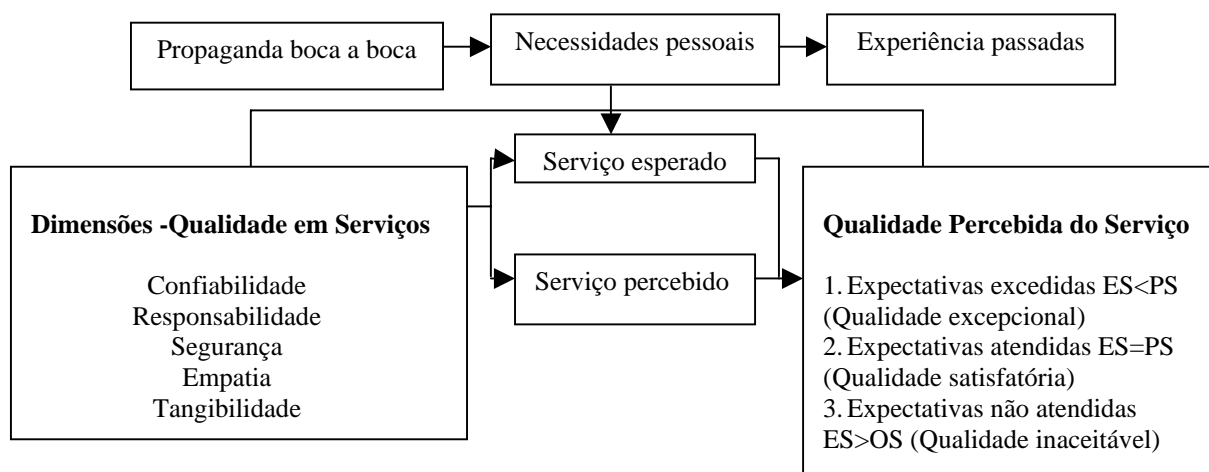 Propaganda boca a boca
Necessidades pessoais
Experiência passadas
Serviço esperado
Dimensões -Qualidade em Serviços
Confiabilidade
Responsabilidade
Segurança
Empatia
Tangibilidade
Serviço percebido
Qualidade Percebida do Serviço
1. Expectativas excedidas ES<PS
(Qualidade excepcional)
2. Expectativas atendidas ES=PS
(Qualidade satisfatória)
3. Expectativas não atendidas
ES>OS (Qualidade inaceitável)